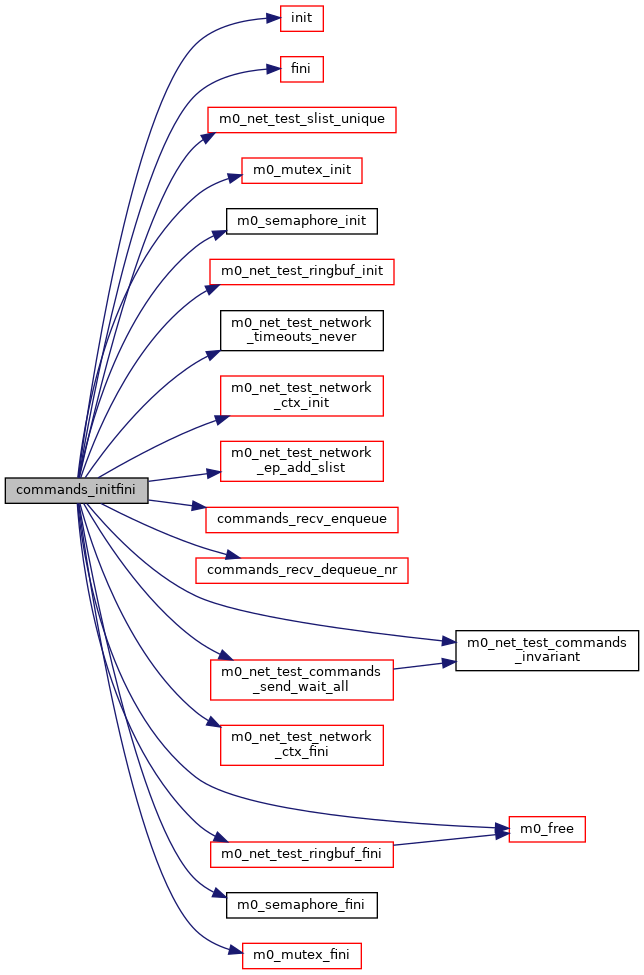 init
fini
m0_net_test_slist_unique
m0_mutex_init
m0_semaphore_init
m0_net_test_ringbuf_init
m0_net_test_network
_timeouts_never
m0_net_test_network
_ctx_init
m0_net_test_network
_ep_add_slist
commands_initfini
commands_recv_enqueue
commands_recv_dequeue_nr
m0_net_test_commands
_invariant
m0_net_test_commands
_send_wait_all
m0_net_test_network
_ctx_fini
m0_free
m0_net_test_ringbuf_fini
m0_semaphore_fini
m0_mutex_fini